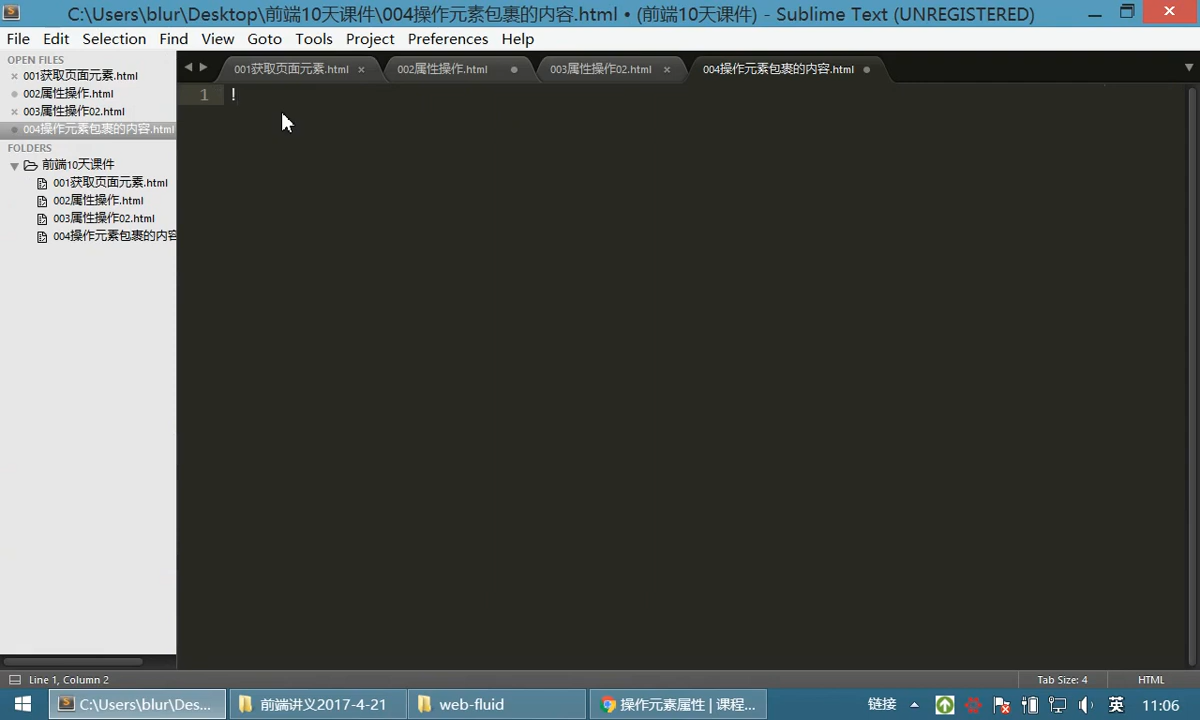 C:\Users\blur\Desktop\前端10天课件\004操作元素包裹的内容.html • (前端10天课件) - Sublime Text (UNREGISTERED)
File Edit Selection Find View Goto Tools Project Preferences Help
OPEN FILES
001获取页面元素.html
002属性操作.html
003属性操作02.html
004操作元素包裹的内容.html
FOLDERS
前端10天课件
001获取页面元素.html
002属性操作.html
003属性操作02.html
004操作元素包裹的内容
001获取页面元素.html × 002属性操作.html 003属性操作02.html × 004操作元素包裹的内容.html
1 !
Line 1, Column 2 Tab Size: 4 HTML
C:\Users\blur\Des... 前端讲义2017-4-21 web-fluid 操作元素属性 | 课程... 链接 英 11:06